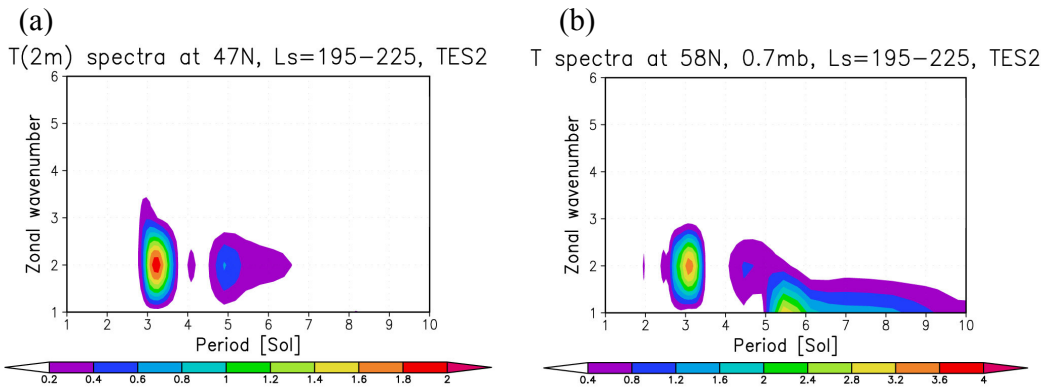 (a)
T(2m) spectra at 47N, Ls=195−225, TES2
Zonal wavenumber
6
5
4
3
2
1
1 2 3 4 5 6 7 8 9 10
Period [Sol]
0.2 0.4 0.6 0.8 1 1.2 1.4 1.6 1.8 2
(b)
T spectra at 58N, 0.7mb, Ls=195−225, TES2
Zonal wavenumber
6
5
4
3
2
1
1 2 3 4 5 6 7 8 9 10
Period [Sol]
0.4 0.8 1.2 1.6 2 2.4 2.8 3.2 3.6 4